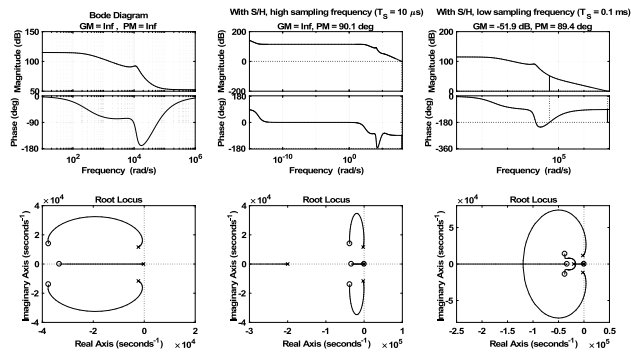 Bode Diagram
GM = Inf , PM = Inf
Magnitude (dB)
150
100
50
Phase (deg)
0
-90
-180
10^2
10^4
10^6
Frequency (rad/s)
With S/H, high sampling frequency (T_S = 10 μs)
GM = Inf, PM = 90.1 deg
Magnitude (dB)
200
100
0
-100
Phase (deg)
180
90
0
-90
-180
10^-10
10^0
Frequency (rad/s)
With S/H, low sampling frequency (T_S = 0.1 ms)
GM = -51.9 dB, PM = 89.4 deg
Magnitude (dB)
150
100
50
0
Phase (deg)
0
-180
-360
10^5
Frequency (rad/s)
Root Locus
× 10^4
Imaginary Axis (seconds^-1)
4
2
0
-2
-4
-4
-2
0
2
Real Axis (seconds^-1)
× 10^4
Root Locus
× 10^4
Imaginary Axis (seconds^-1)
4
2
0
-2
-4
-3
-2
-1
0
1
Real Axis (seconds^-1)
× 10^5
Root Locus
× 10^4
Imaginary Axis (seconds^-1)
5
0
-5
-2.5
-2
-1.5
-1
-0.5
0
0.5
Real Axis (seconds^-1)
× 10^5